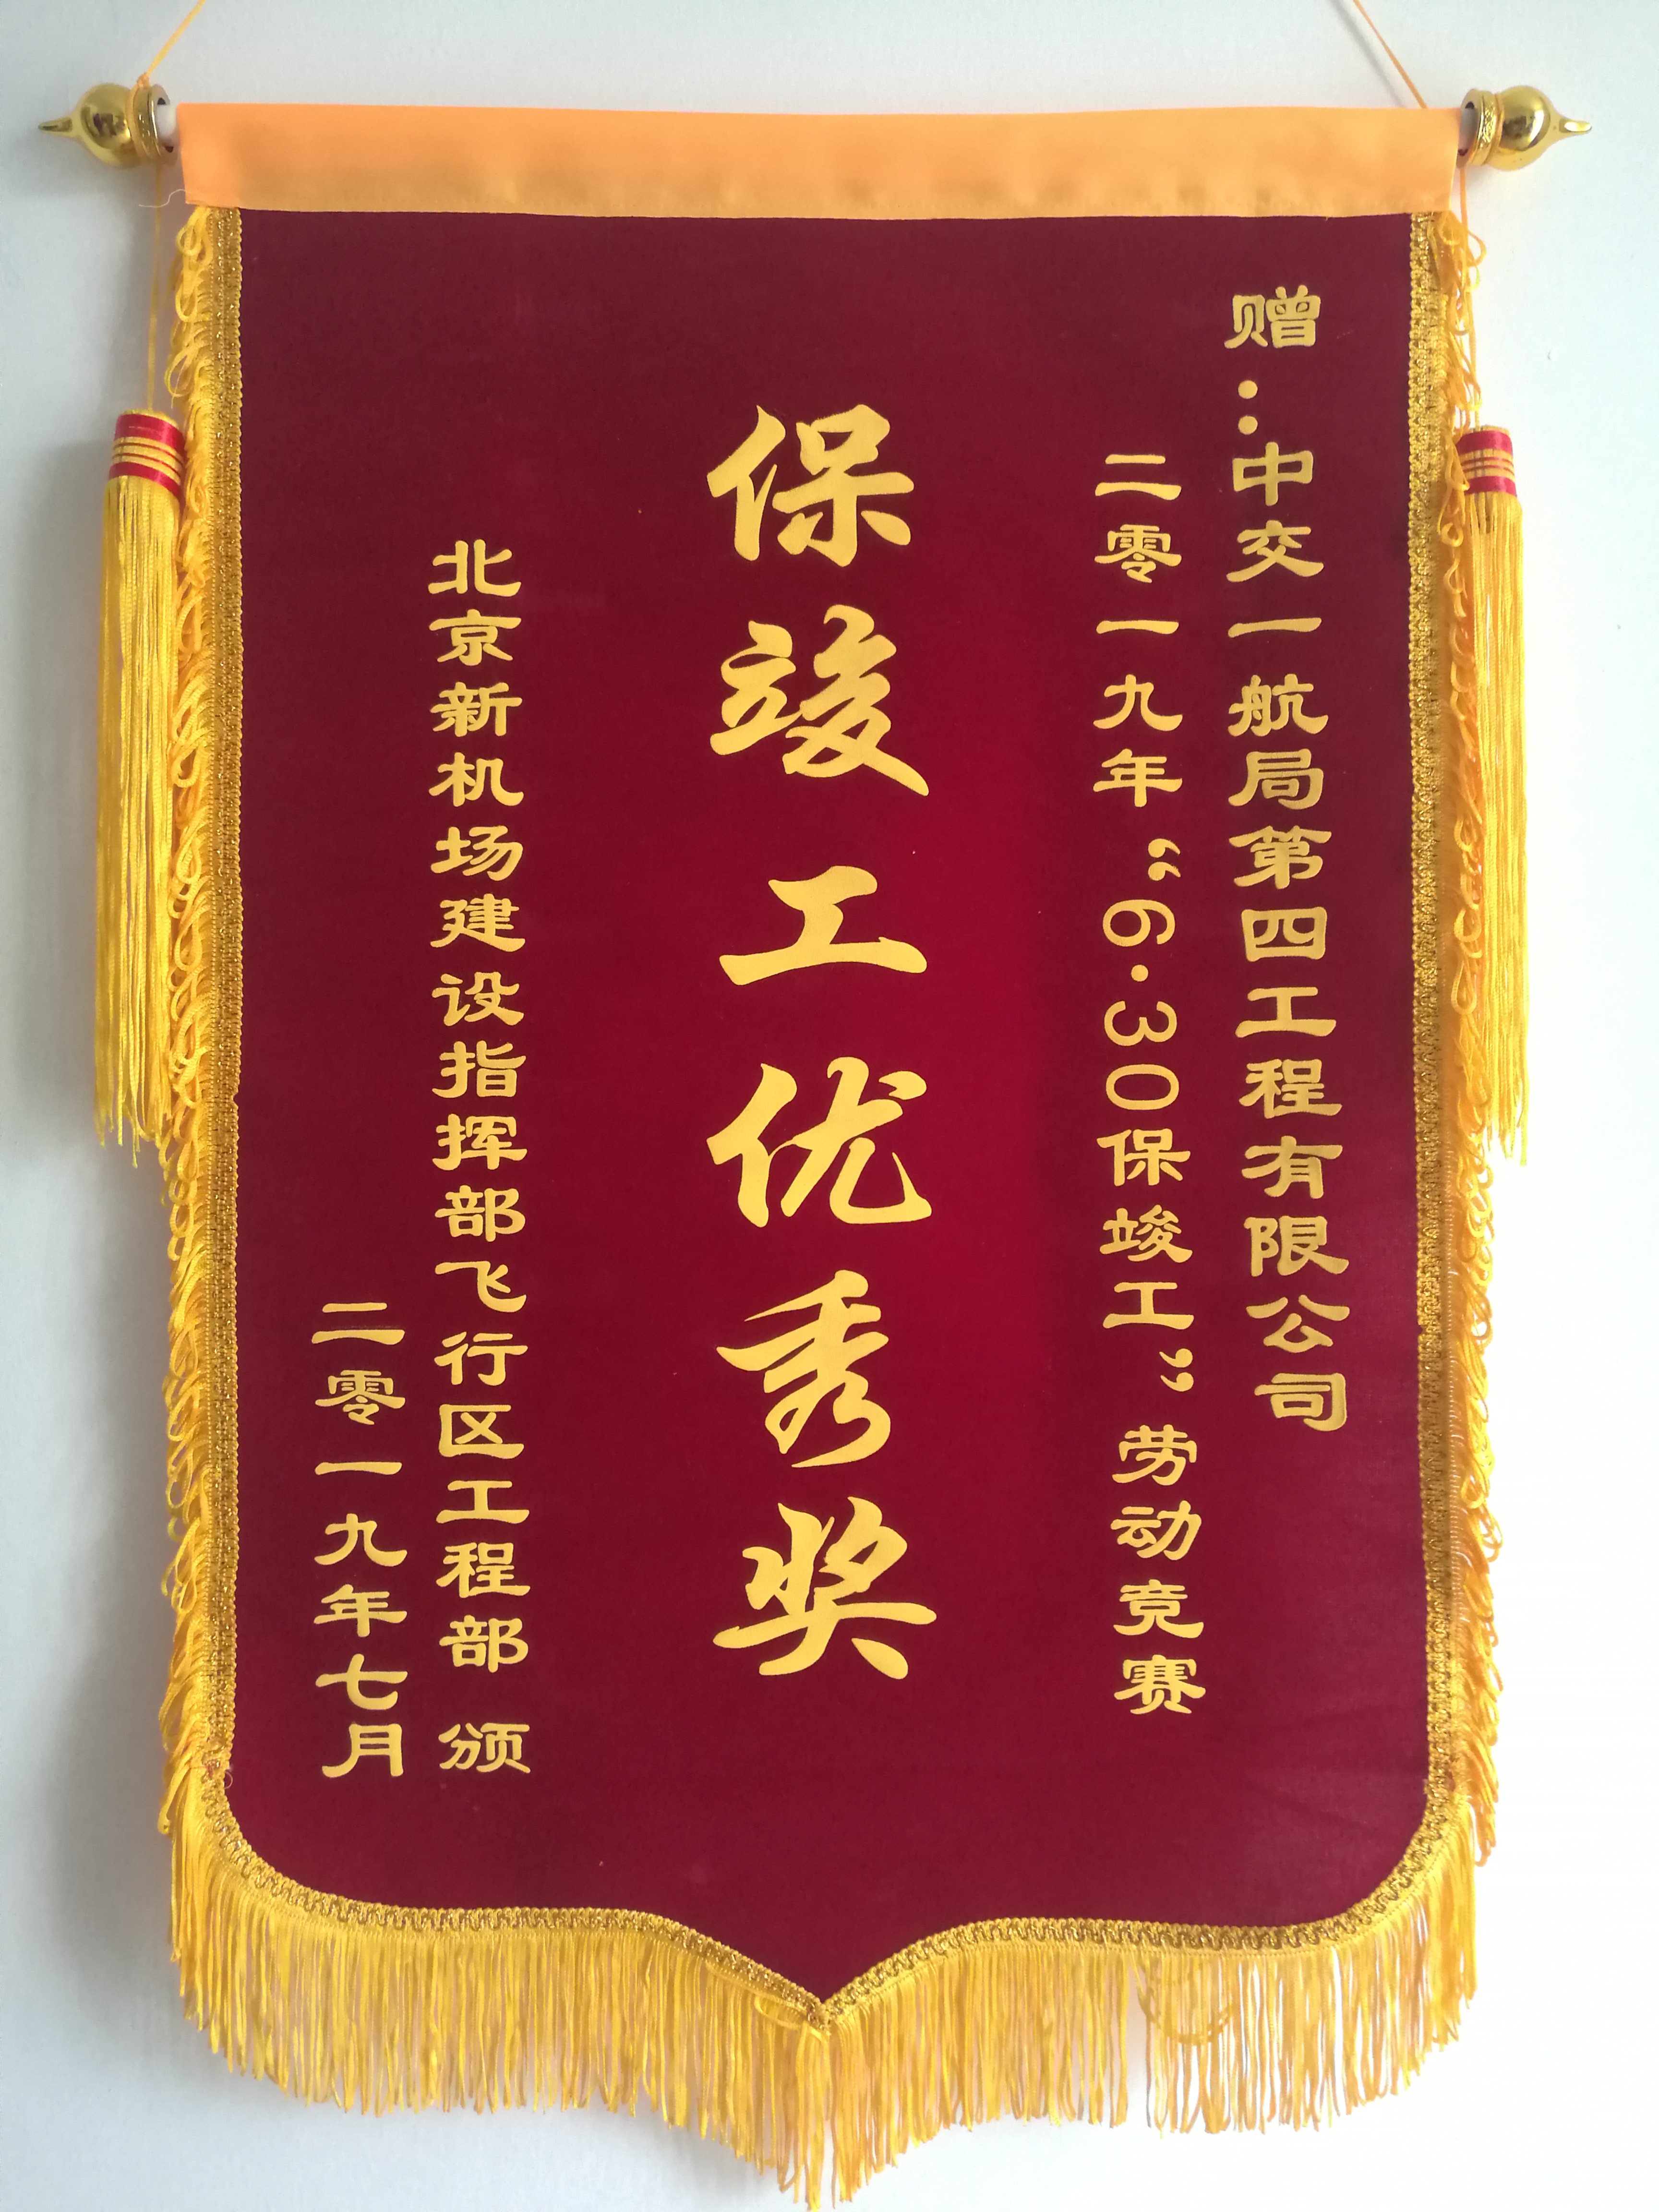 赠：中交一航局第四工程有限公司
二零一九年“6·30保竣工”劳动竞赛
保竣工优秀奖
北京新机场建设指挥部飞行区工程部 颁
二零一九年七月